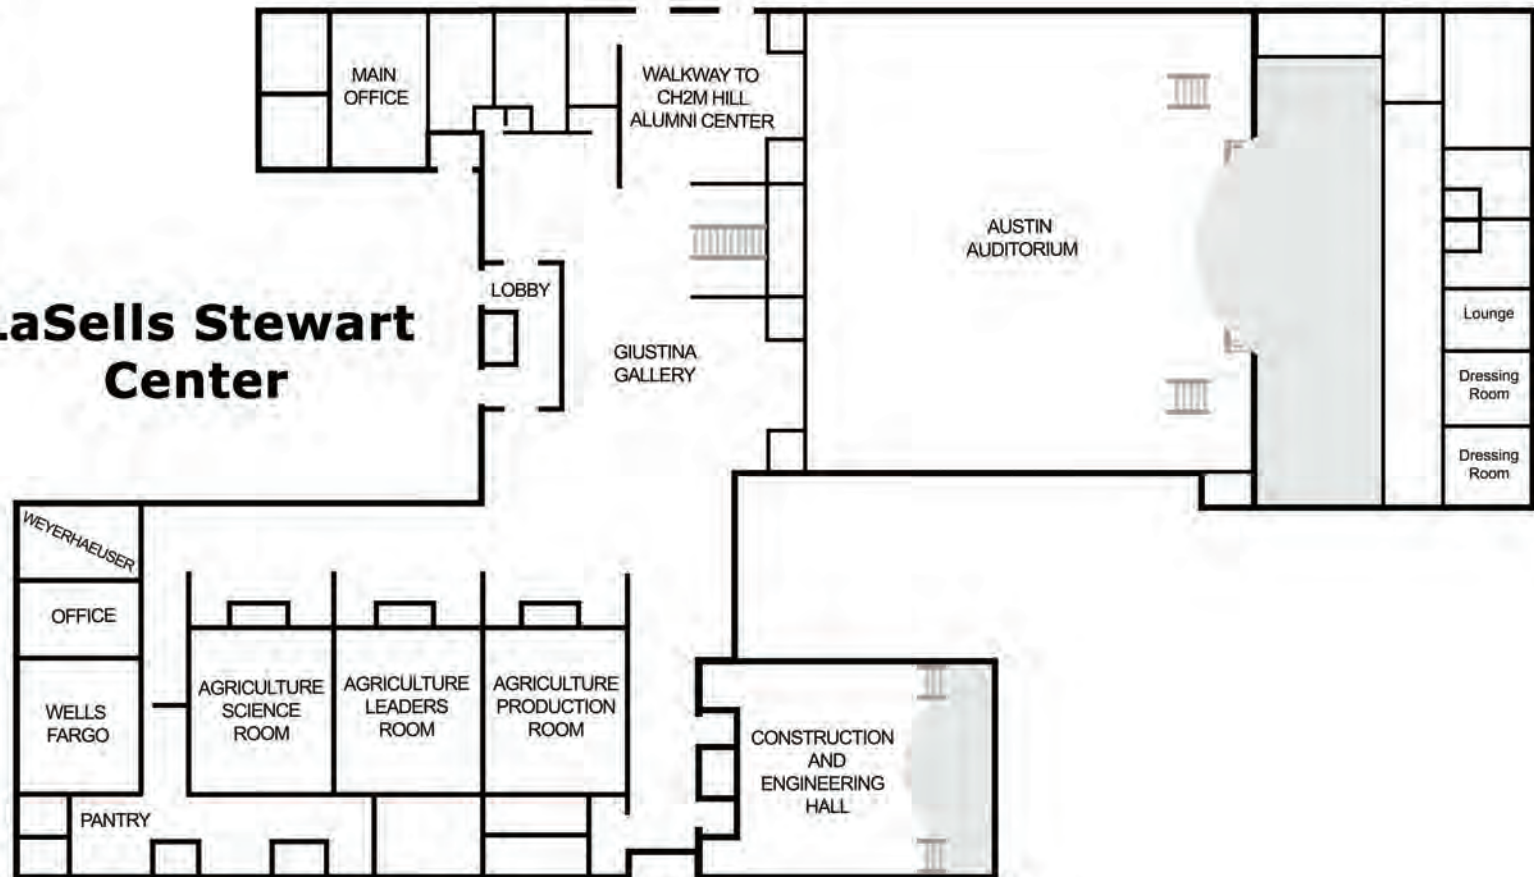 MAIN
OFFICE
WALKWAY TO
CH2M HILL
ALUMNI CENTER
AUSTIN
AUDITORIUM
LOBBY
LaSells Stewart
Center
GIUSTINA
GALLERY
Lounge
Dressing
Room
Dressing
Room
WEYERHAEUSER
OFFICE
WELLS
FARGO
AGRICULTURE
SCIENCE
ROOM
AGRICULTURE
LEADERS
ROOM
AGRICULTURE
PRODUCTION
ROOM
CONSTRUCTION
AND
ENGINEERING
HALL
PANTRY